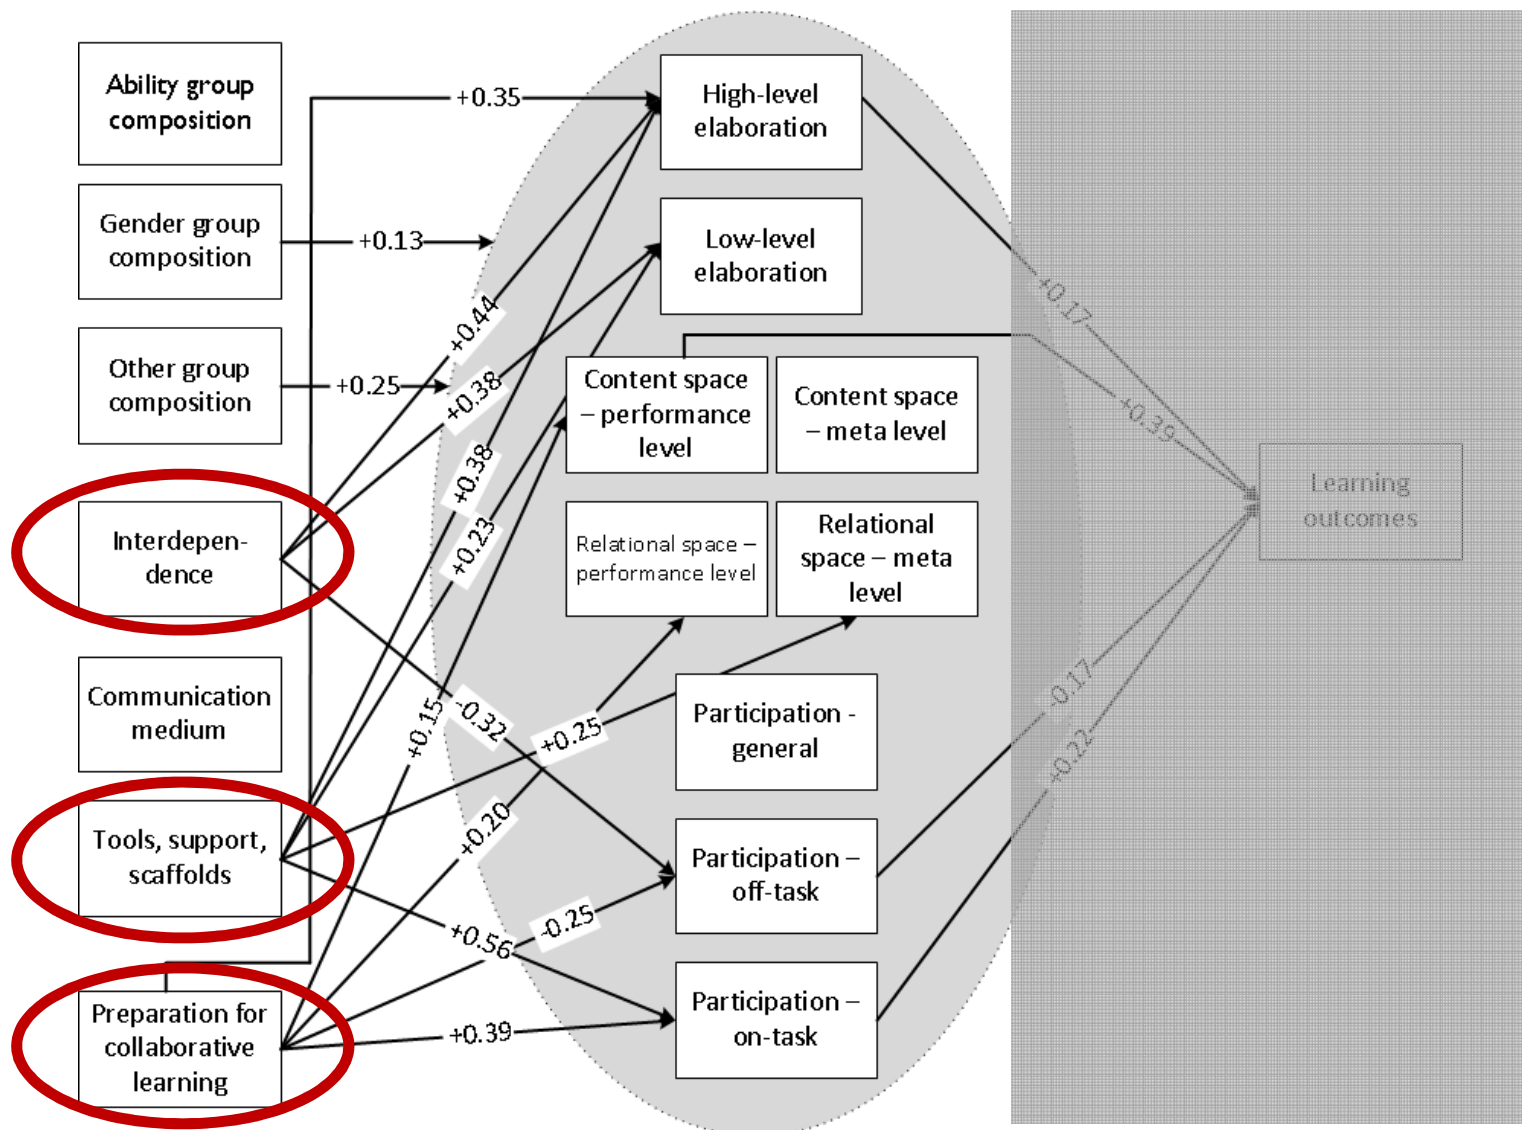 Ability group
composition
+0.35
High-level
elaboration
Gender group
composition
+0.13
Low-level
elaboration
+0.17
Other group
composition
+0.25
+0.44
+0.38
Content space
– performance
level
Content space
– meta level
+0.39
Interdepen-
dence
+0.38
+0.23
Relational space –
performance level
Relational
space – meta
level
Learning
outcomes
Communication
medium
+0,15
-0.32
+0.25
Participation -
general
-0.17
+0.22
Tools, support,
scaffolds
+0.20
Participation –
off-task
-0.25
+0.56
Preparation for
collaborative
learning
+0.39
Participation –
on-task